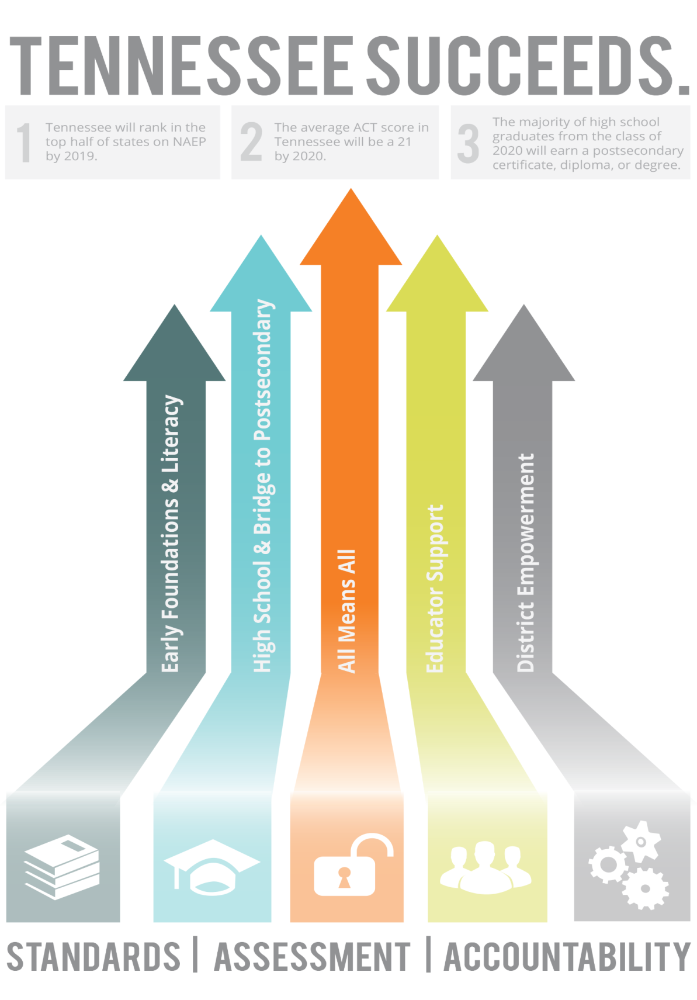 TENNESSEE SUCCEEDS.
1
Tennessee will rank in the
top half of states on NAEP
by 2019.
2
The average ACT score in
Tennessee will be a 21
by 2020.
3
The majority of high school
graduates from the class of
2020 will earn a postsecondary
certificate, diploma, or degree.
Early Foundations & Literacy
High School & Bridge to Postsecondary
All Means All
Educator Support
District Empowerment
STANDARDS | ASSESSMENT | ACCOUNTABILITY